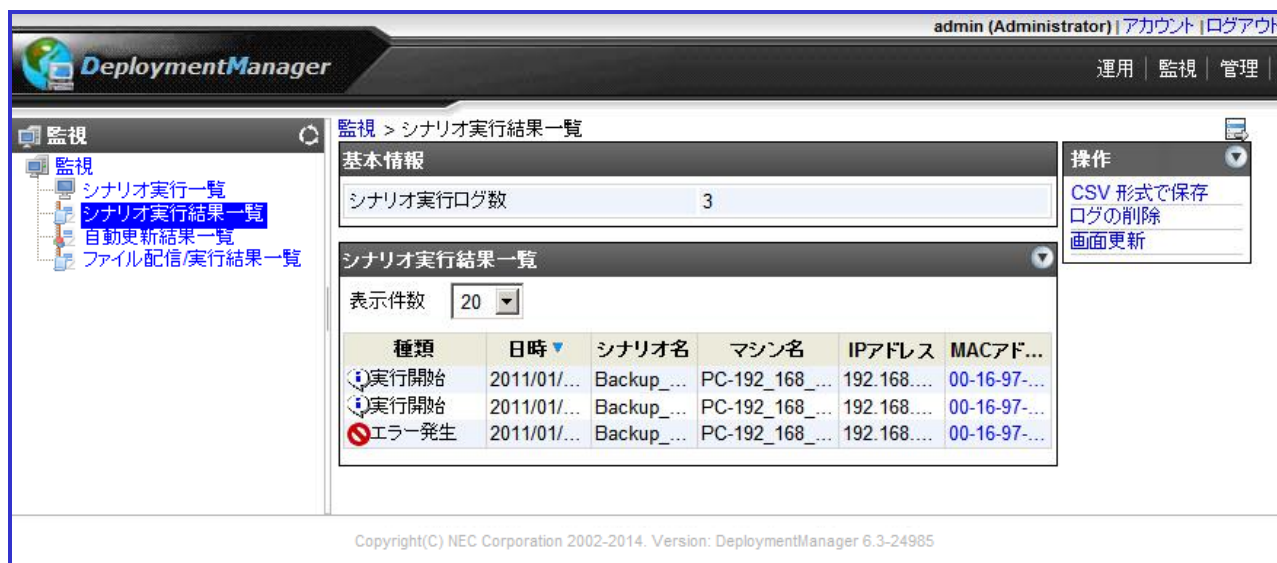 admin (Administrator) | アカウント | ログアウト
DeploymentManager
運用 | 監視 | 管理 |
監視
監視
シナリオ実行一覧
シナリオ実行結果一覧
自動更新結果一覧
ファイル配信/実行結果一覧
監視 > シナリオ実行結果一覧
基本情報
シナリオ実行ログ数 3
シナリオ実行結果一覧
表示件数 20
種類 日時 シナリオ名 マシン名 IPアドレス MACアド...
実行開始 2011/01/... Backup_... PC-192_168_... 192.168.... 00-16-97-...
実行開始 2011/01/... Backup_... PC-192_168_... 192.168.... 00-16-97-...
エラー発生 2011/01/... Backup_... PC-192_168_... 192.168.... 00-16-97-...
操作
CSV 形式で保存
ログの削除
画面更新
Copyright(C) NEC Corporation 2002-2014. Version: DeploymentManager 6.3-24985